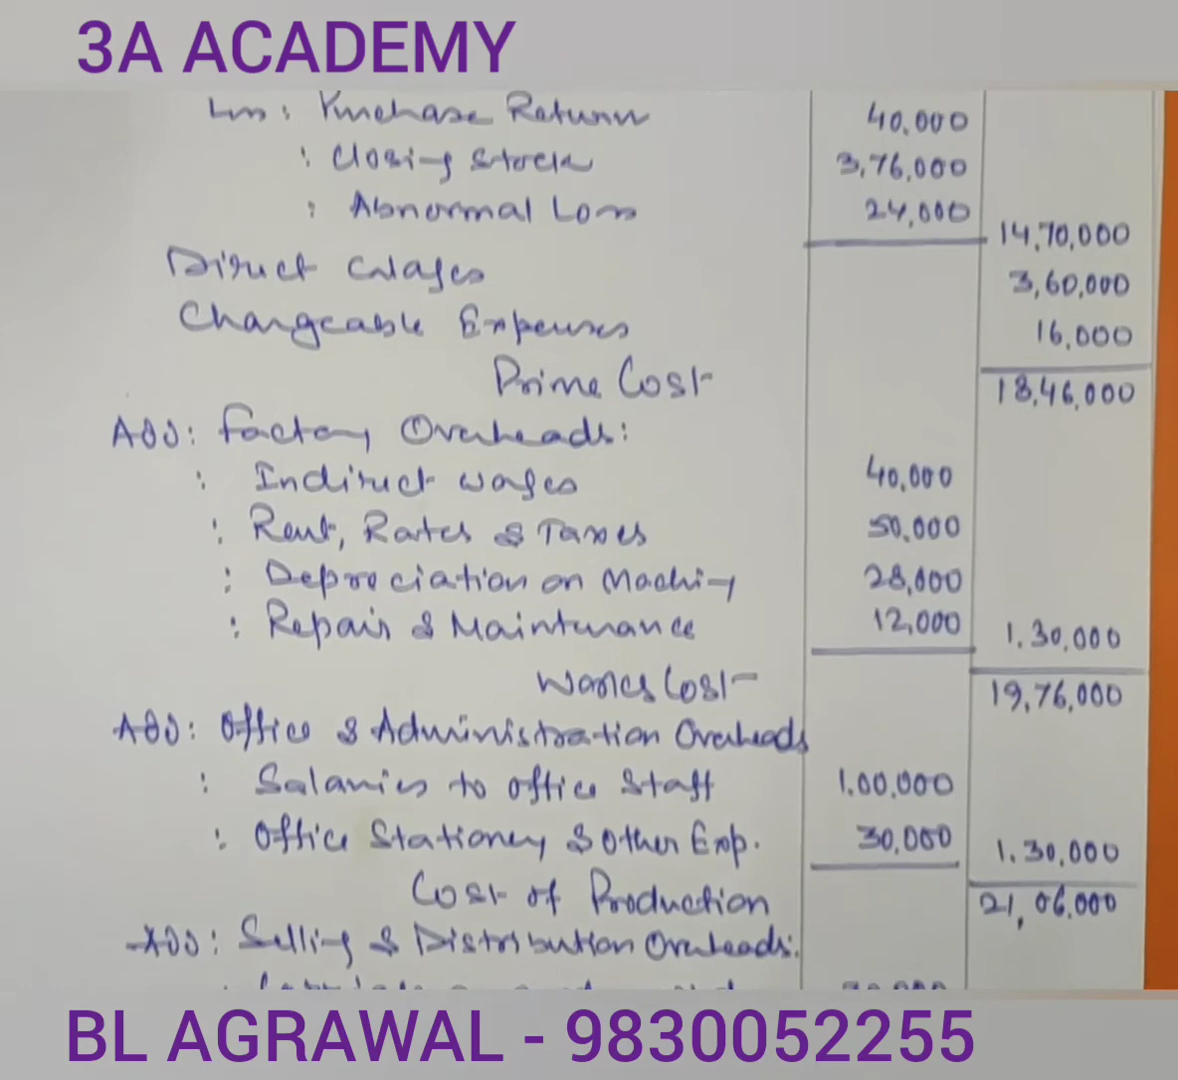 3A ACADEMY
Less: Purchase Return 40,000
: Closing Stock 3,76,000
: Abnormal Loss 24,000 14,70,000
Direct Wages 3,60,000
Chargeable Expenses 16,000
Prime Cost 18,46,000
Add: Factory Overheads:
: Indirect Wages 40,000
: Rent, Rates & Taxes 50,000
: Depreciation on Machinery 28,000
: Repair & Maintenance 12,000 1,30,000
Works Cost 19,76,000
Add: Office & Administration Overheads
: Salaries to Office Staff 1,00,000
: Office Stationery & Other Exp. 30,000 1,30,000
Cost of Production 21,06,000
Add: Selling & Distribution Overheads:
BL AGRAWAL - 9830052255